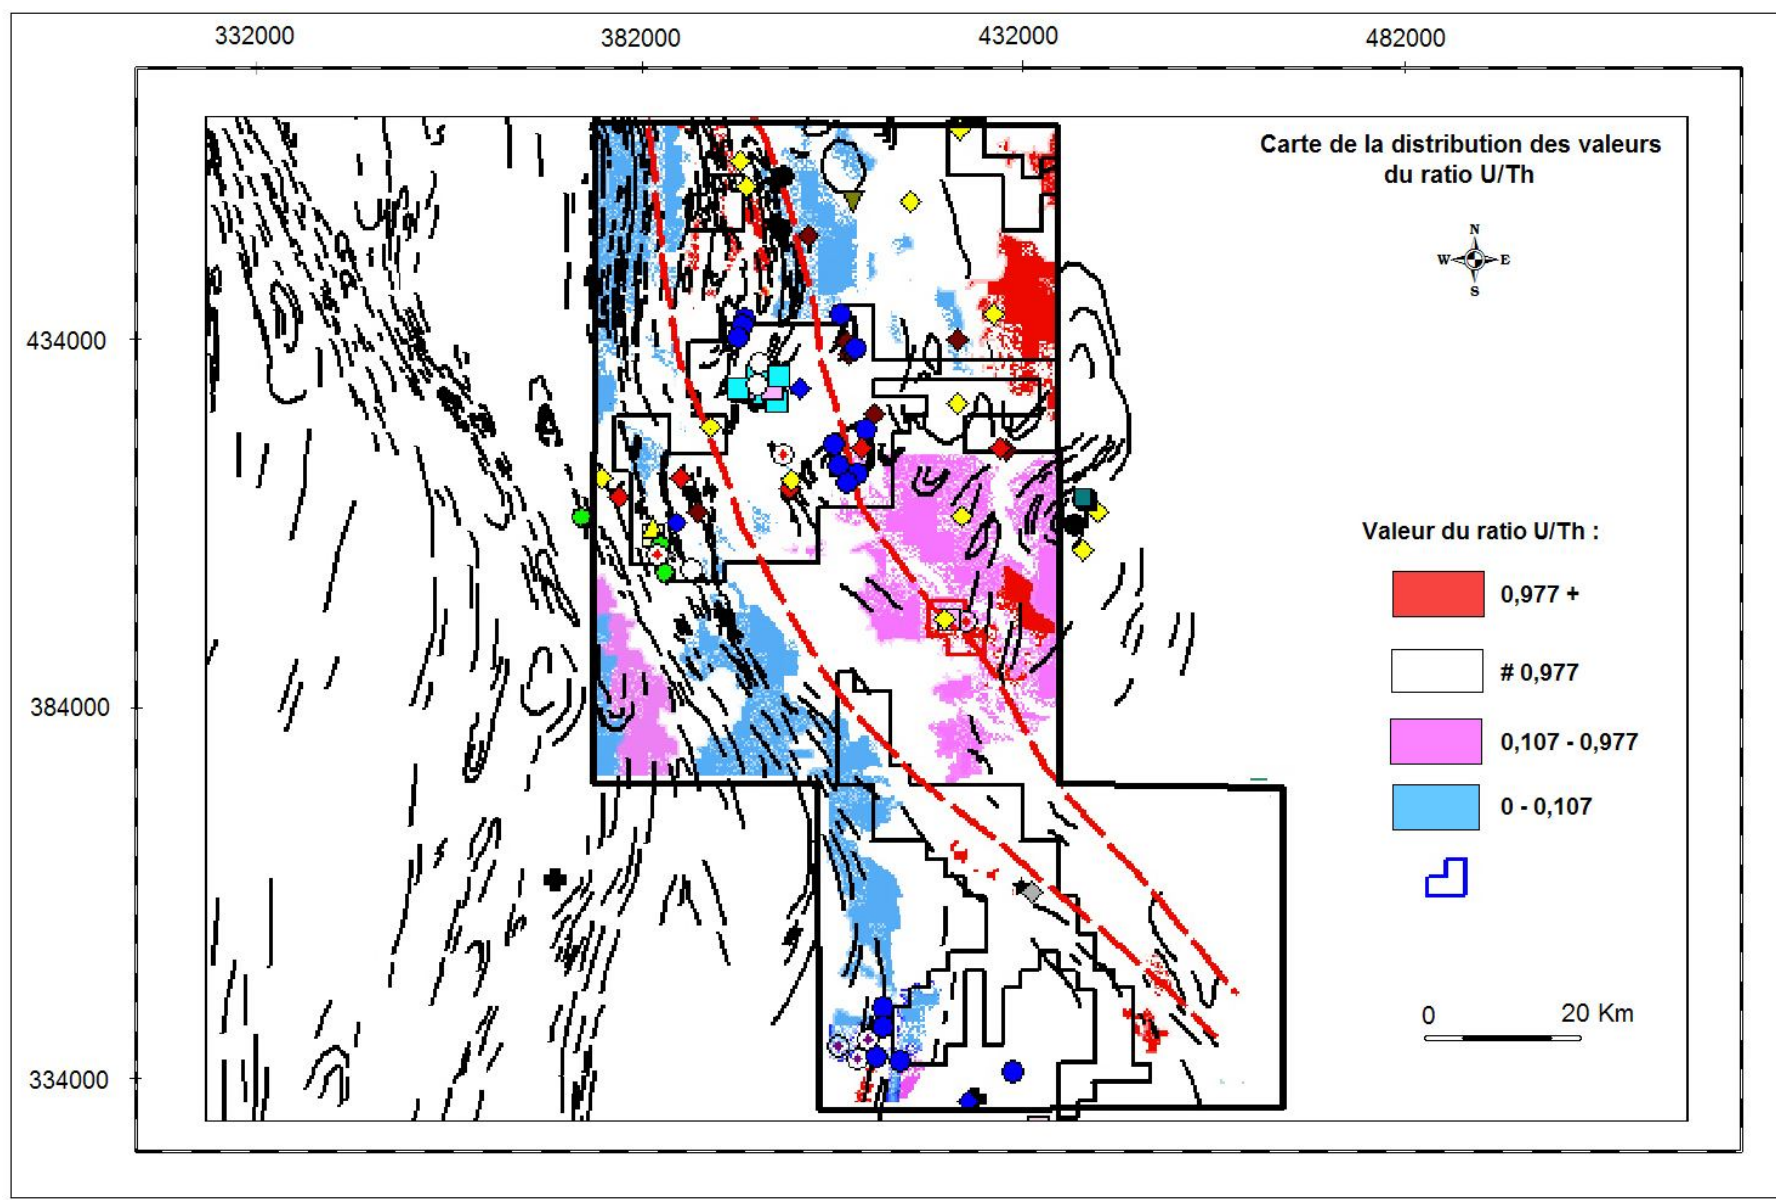 332000
382000
432000
482000
Carte de la distribution des valeurs
du ratio U/Th
N
W E
S
434000
384000
334000
Valeur du ratio U/Th :
0,977 +
# 0,977
0,107 - 0,977
0 - 0,107
0 20 Km